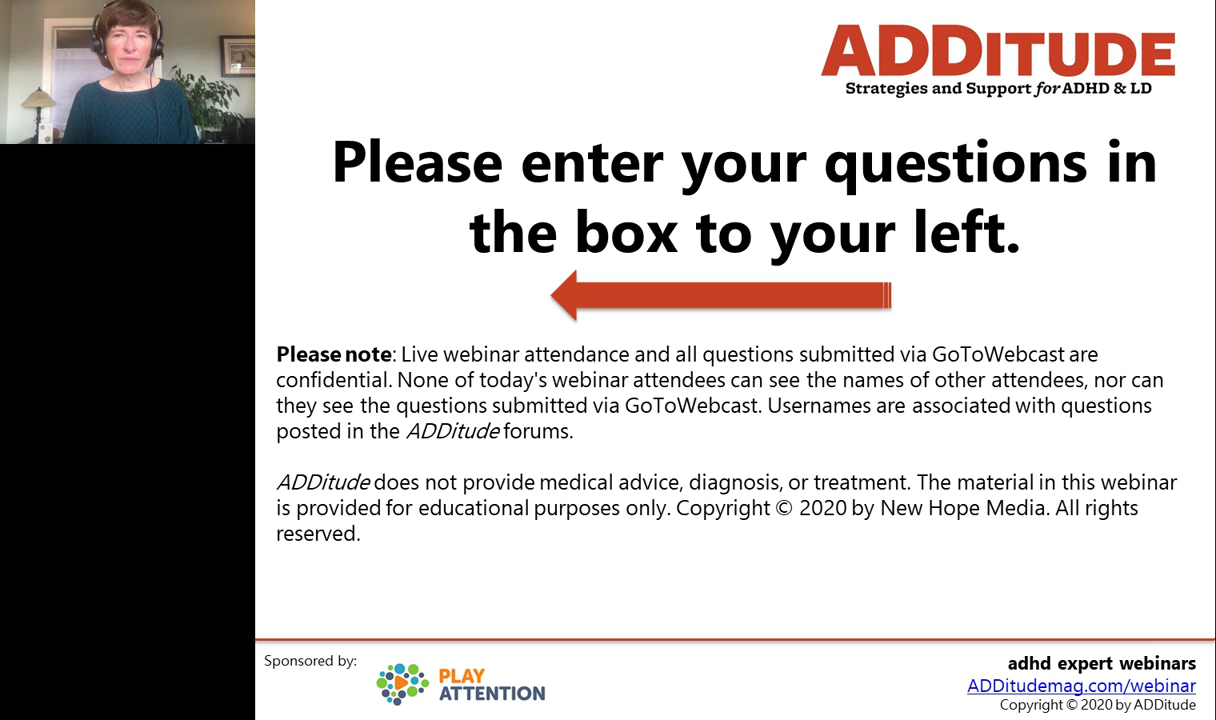 ADDITUDE
Strategies and Support for ADHD & LD
Please enter your questions in
the box to your left.
Please note: Live webinar attendance and all questions submitted via GoToWebcast are
confidential. None of today's webinar attendees can see the names of other attendees, nor can
they see the questions submitted via GoToWebcast. Usernames are associated with questions
posted in the ADDitude forums.
ADDitude does not provide medical advice, diagnosis, or treatment. The material in this webinar
is provided for educational purposes only. Copyright © 2020 by New Hope Media. All rights
reserved.
Sponsored by:
PLAY
ATTENTION
adhd expert webinars
ADDitudemag.com/webinar
Copyright © 2020 by ADDitude